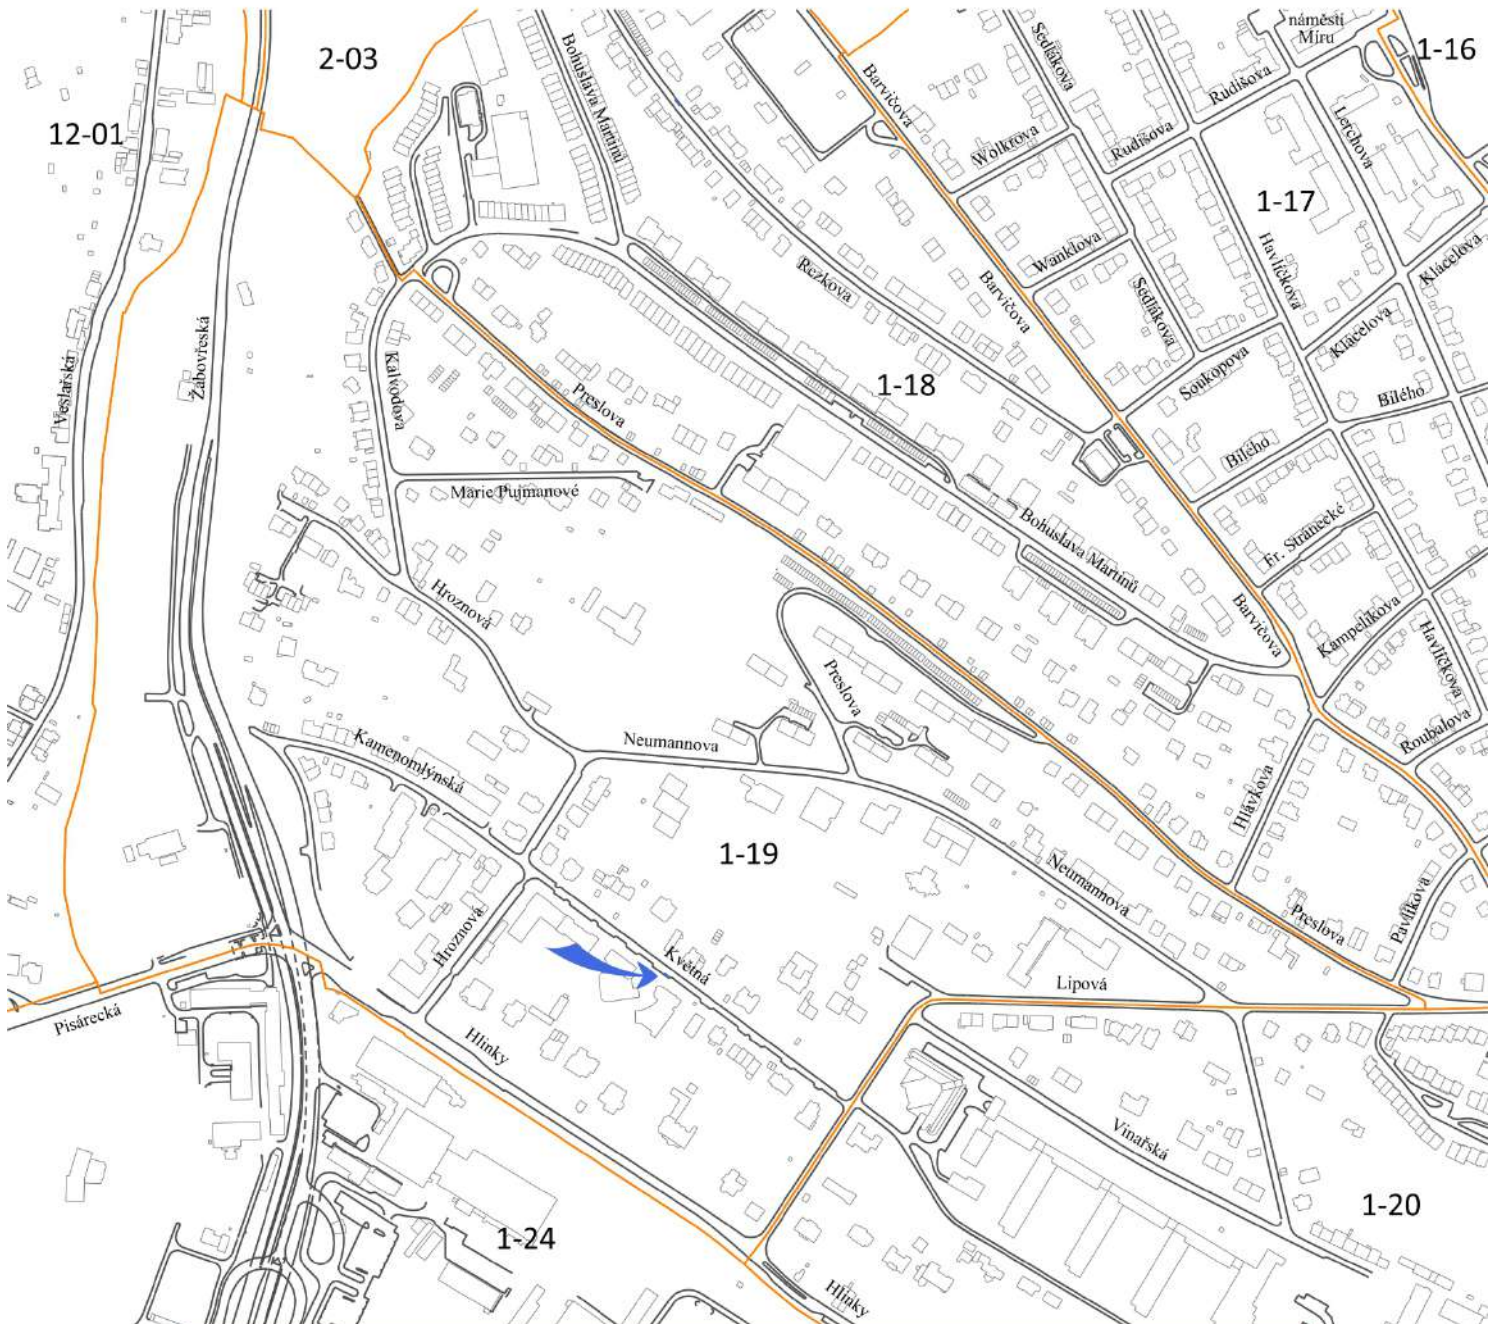 náměstí
Míru
1-16
2-03
Bohuslava Martinů
Sedlákova
Rudišova
Barvičova
12-01
Lerchova
Wolkrova
Rudišova
1-17
Wanklova
Havlíčkova
Klácelova
Rezkova
Barvičova
Sedlákova
Žabovřeská
Klácelova
Veslařská
Kalvodova
Soukopova
1-18
Preslova
Bílého
Bílého
Marie Pujmanové
Bohuslava Martinů
Fr. Stránecké
Hroznová
Barvičova
Kampelíkova
Havlíčkova
Preslova
Neumannova
Roubalova
Kamenomlýnská
Hlávkova
1-19
Neumannova
Pavlíkova
Preslova
Hroznová
Květná
Lipová
Pisárecká
Hlinky
Vinařská
1-20
1-24
Hlinky